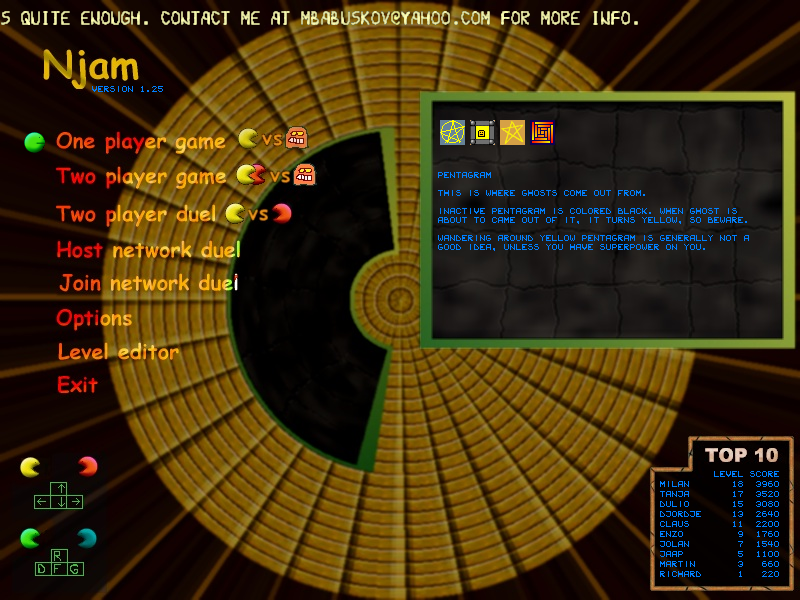 S QUITE ENOUGH. CONTACT ME AT MBABUSKOV@YAHOO.COM FOR MORE INFO.
Njam
VERSION 1.25
One player game vs
Two player game vs
Two player duel vs
Host network duel
Join network duel
Options
Level editor
Exit
PENTAGRAM
THIS IS WHERE GHOSTS COME OUT FROM.
INACTIVE PENTAGRAM IS COLORED BLACK. WHEN GHOST IS
ABOUT TO CAME OUT OF IT, IT TURNS YELLOW, SO BEWARE.
WANDERING AROUND YELLOW PENTAGRAM IS GENERALLY NOT A
GOOD IDEA, UNLESS YOU HAVE SUPERPOWER ON YOU.
R
D F G
TOP 10
LEVEL SCORE
MILAN 18 3960
TANJA 17 3520
DULIO 15 3080
DJORDJE 13 2640
CLAUS 11 2200
ENZO 9 1760
JOLAN 7 1540
JAAP 5 1100
MARTIN 3 660
RICHARD 1 220